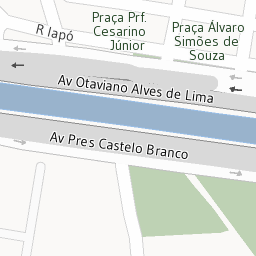 Praça Prf.
Cesarino
Júnior
Praça Álvaro
Simões de
Souza
R Iapó
Av Otaviano Alves de Lima
Av Pres Castelo Branco